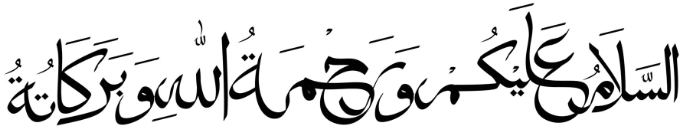 السَّلَامُ عَلَيْكُمْ وَرَحْمَةُ اللهِ وَبَرَكَاتُةُ